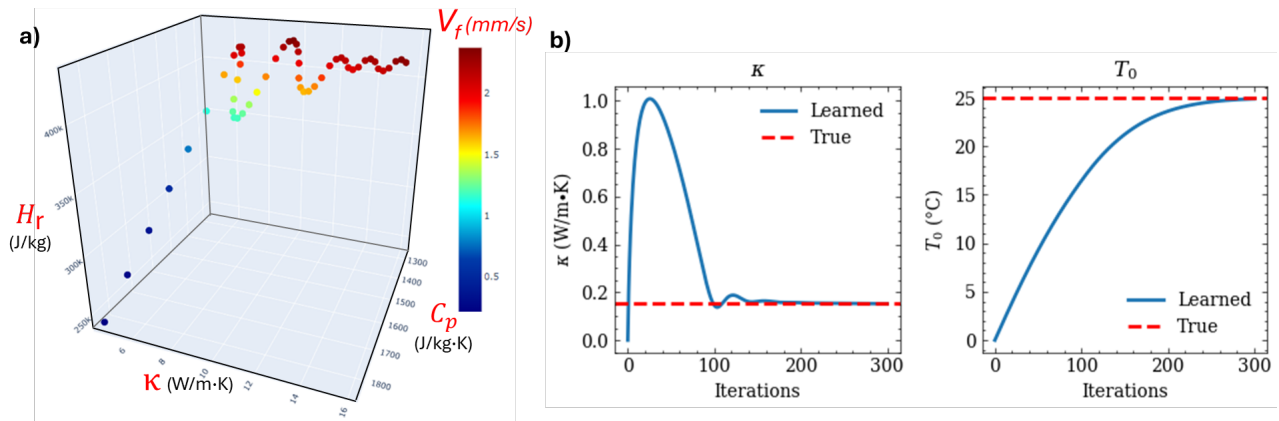 a)
V_f (mm/s)
2
1.5
1
0.5
400k
350k
300k
250k
H_r
(J/kg)
6
8
10
12
14
16
κ (W/m·K)
1300
1400
1500
1600
1700
1800
C_p
(J/kg·K)
b)
κ
1.0
0.8
0.6
0.4
0.2
0.0
κ (W/m•K)
Learned
True
0
100
200
300
Iterations
T₀
25
20
15
10
5
0
T₀ (°C)
Learned
True
0
100
200
300
Iterations